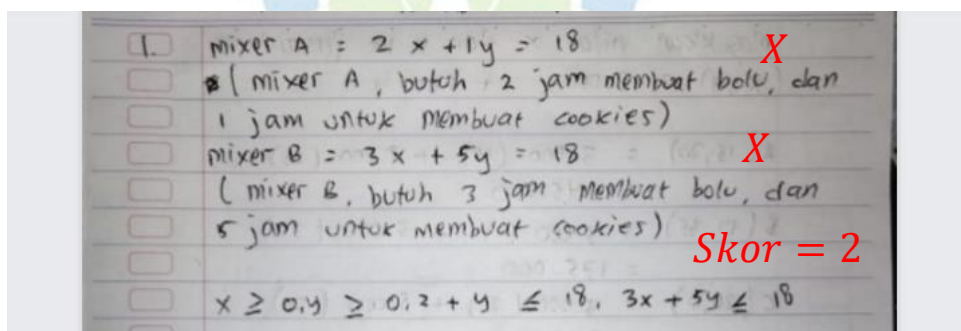 1. mixer A = 2x + 1y = 18 X
( mixer A, butuh 2 jam membuat bolu, dan
1 jam untuk membuat cookies)
mixer B = 3x + 5y = 18 X
( mixer B, butuh 3 jam membuat bolu, dan
5 jam untuk membuat cookies)
Skor = 2
x ≥ 0, y ≥ 0, 2 + y ≤ 18, 3x + 5y ≤ 18